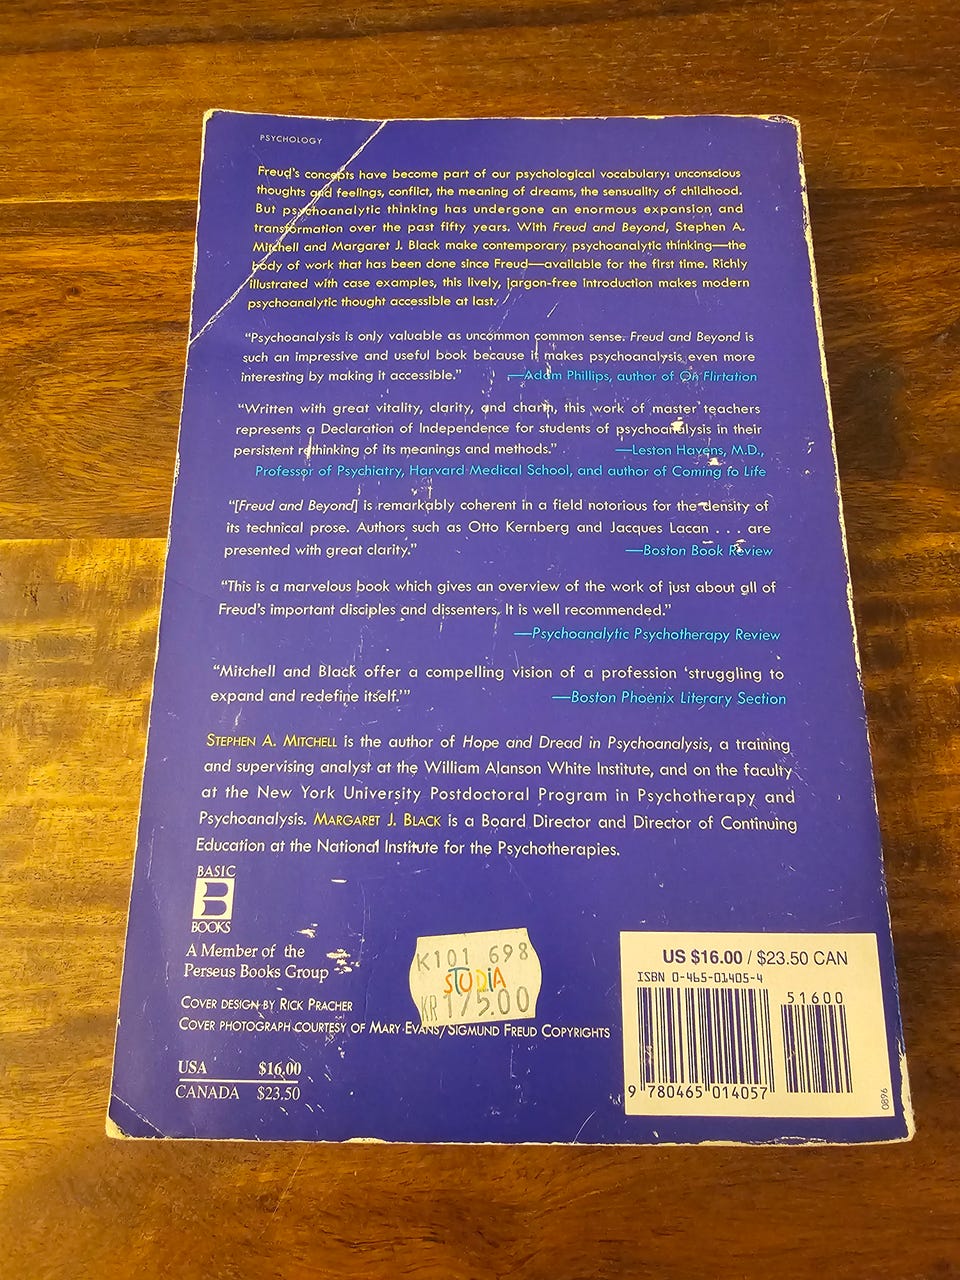 PSYCHOLOGY
Freud's concepts have become part of our psychological vocabulary: unconscious
thoughts and feelings, conflict, the meaning of dreams, the sensuality of childhood.
But psychoanalytic thinking has undergone an enormous expansion and
transformation over the past fifty years. With Freud and Beyond, Stephen A.
Mitchell and Margaret J. Black make contemporary psychoanalytic thinking—the
body of work that has been done since Freud—available for the first time. Richly
illustrated with case examples, this lively, jargon-free introduction makes modern
psychoanalytic thought accessible at last.
“Psychoanalysis is only valuable as uncommon common sense. Freud and Beyond is
such an impressive and useful book because it makes psychoanalysis even more
interesting by making it accessible.” —Adam Phillips, author of On Flirtation
“Written with great vitality, clarity, and charm, this work of master teachers
represents a Declaration of Independence for students of psychoanalysis in their
persistent rethinking of its meanings and methods.” —Leston Havens, M.D.,
Professor of Psychiatry, Harvard Medical School, and author of Coming to Life
“[Freud and Beyond] is remarkably coherent in a field notorious for the density of
its technical prose. Authors such as Otto Kernberg and Jacques Lacan . . . are
presented with great clarity.” —Boston Book Review
“This is a marvelous book which gives an overview of the work of just about all of
Freud's important disciples and dissenters. It is well recommended.”
—Psychoanalytic Psychotherapy Review
“Mitchell and Black offer a compelling vision of a profession ‘struggling to
expand and redefine itself.’” —Boston Phoenix Literary Section
STEPHEN A. MITCHELL is the author of Hope and Dread in Psychoanalysis, a training
and supervising analyst at the William Alanson White Institute, and on the faculty
at the New York University Postdoctoral Program in Psychotherapy and
Psychoanalysis. MARGARET J. BLACK is a Board Director and Director of Continuing
Education at the National Institute for the Psychotherapies.
BASIC
B
BOOKS
A Member of the
Perseus Books Group
COVER DESIGN BY RICK PRACHER
COVER PHOTOGRAPH COURTESY OF MARY EVANS/SIGMUND FREUD COPYRIGHTS
USA $16.00
CANADA $23.50
K101 698
STUDIA
KR 175.00
US $16.00 / $23.50 CAN
ISBN 0-465-01405-4
51600
9 780465 014057
0896